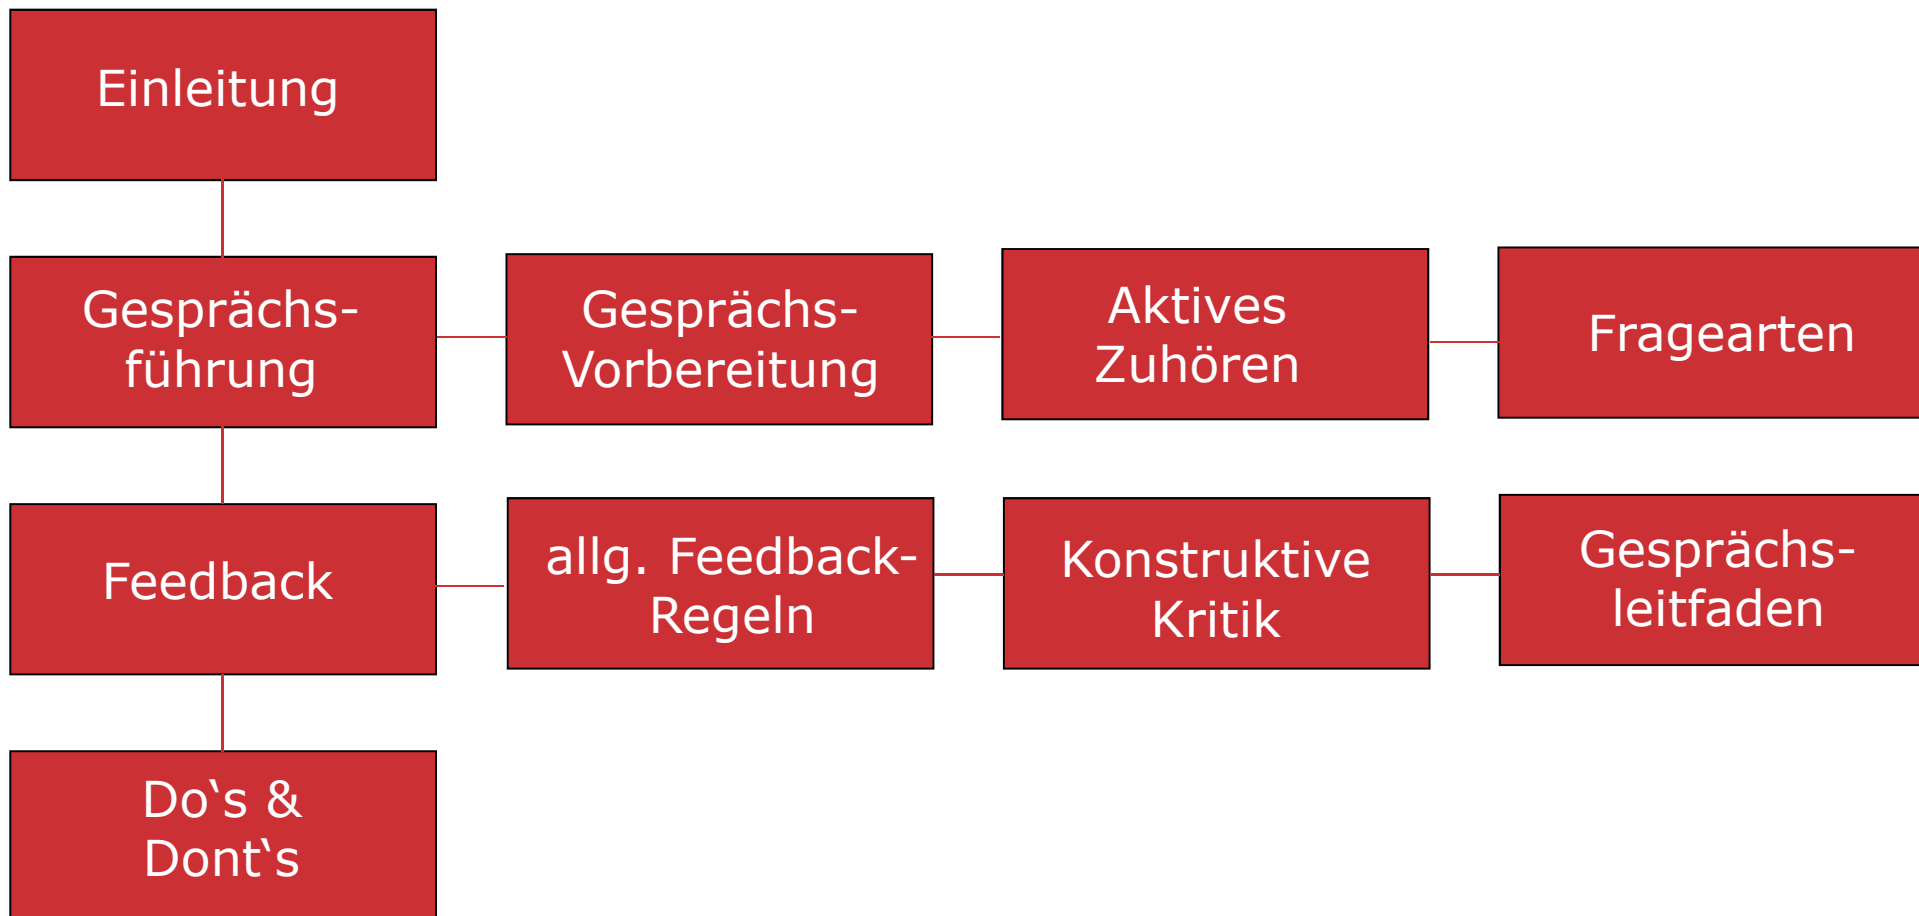 Einleitung
Gesprächs-
führung
Gesprächs-
Vorbereitung
Aktives
Zuhören
Fragearten
Feedback
allg. Feedback-
Regeln
Konstruktive
Kritik
Gesprächs-
leitfaden
Do‘s &
Dont‘s